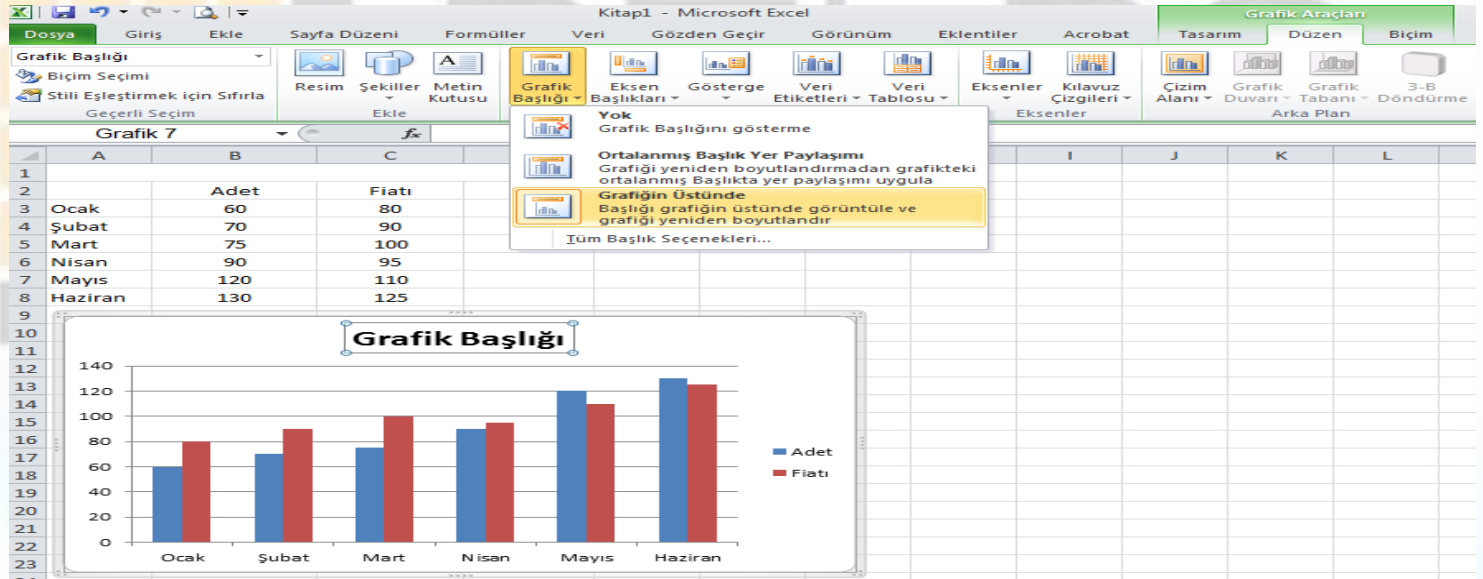 Kitap1 - Microsoft Excel
Grafik Araçları
Dosya Giriş Ekle Sayfa Düzeni Formüller Veri Gözden Geçir Görünüm Eklentiler Acrobat Tasarım Düzen Biçim
Grafik Başlığı
Biçim Seçimi
Stili Eşleştirmek için Sıfırla
Geçerli Seçim
Resim Şekiller Metin Kutusu
Ekle
Grafik Başlığı Eksen Başlıkları Gösterge Veri Etiketleri Veri Tablosu
Eksenler Kılavuz Çizgileri
Eksenler
Çizim Alanı Grafik Duvarı Grafik Tabanı 3-B Döndürme
Arka Plan
Yok
Grafik Başlığını gösterme
Ortalanmış Başlık Yer Paylaşımı
Grafiği yeniden boyutlandırmadan grafikteki
ortalanmış Başlıkta yer paylaşımı uygula
Grafiğin Üstünde
Başlığı grafiğin üstünde görüntüle ve
grafiği yeniden boyutlandır
Tüm Başlık Seçenekleri...
Grafik 7 fx
A B C I J K L
1
2 Adet Fiatı
3 Ocak 60 80
4 Şubat 70 90
5 Mart 75 100
6 Nisan 90 95
7 Mayıs 120 110
8 Haziran 130 125
9
10
11
12
13
14
15
16
17
18
19
20
21
22
23
Grafik Başlığı
140
120
100
80
60
40
20
0
Ocak Şubat Mart Nisan Mayıs Haziran
Adet
Fiatı